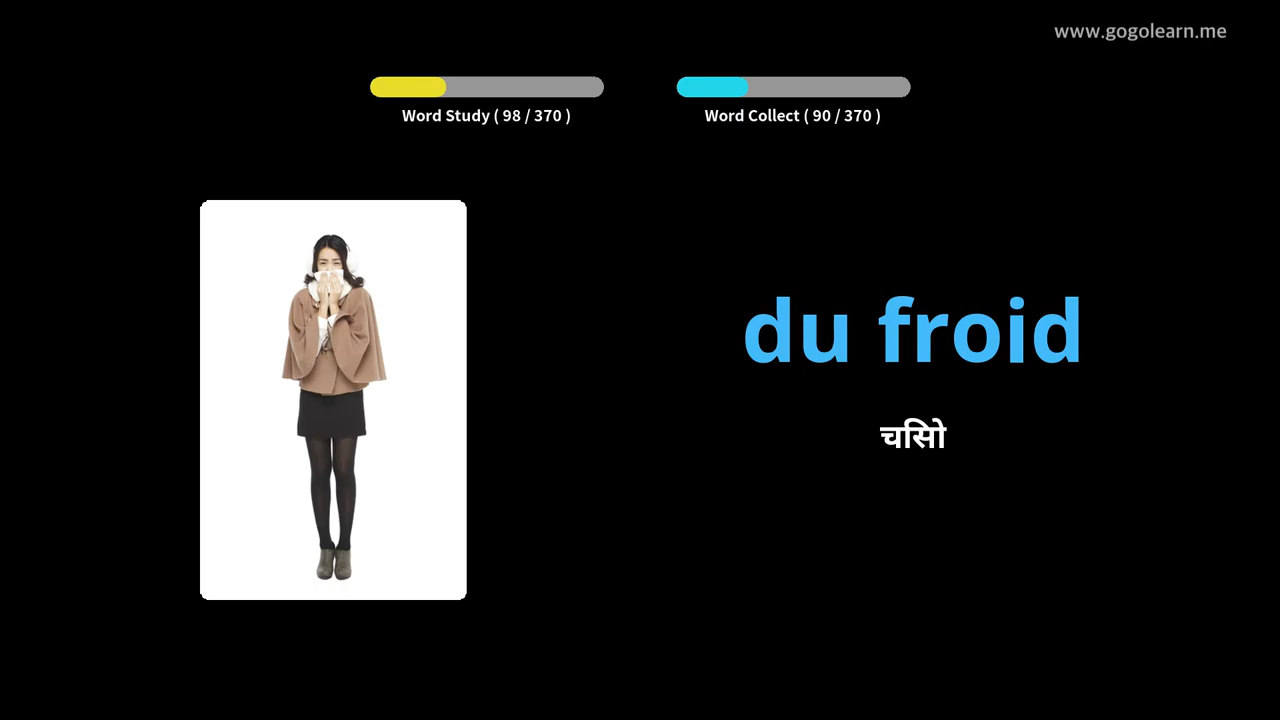 www.gogolearn.me
Word Study ( 98 / 370 )
Word Collect ( 90 / 370 )
du froid
चिसो